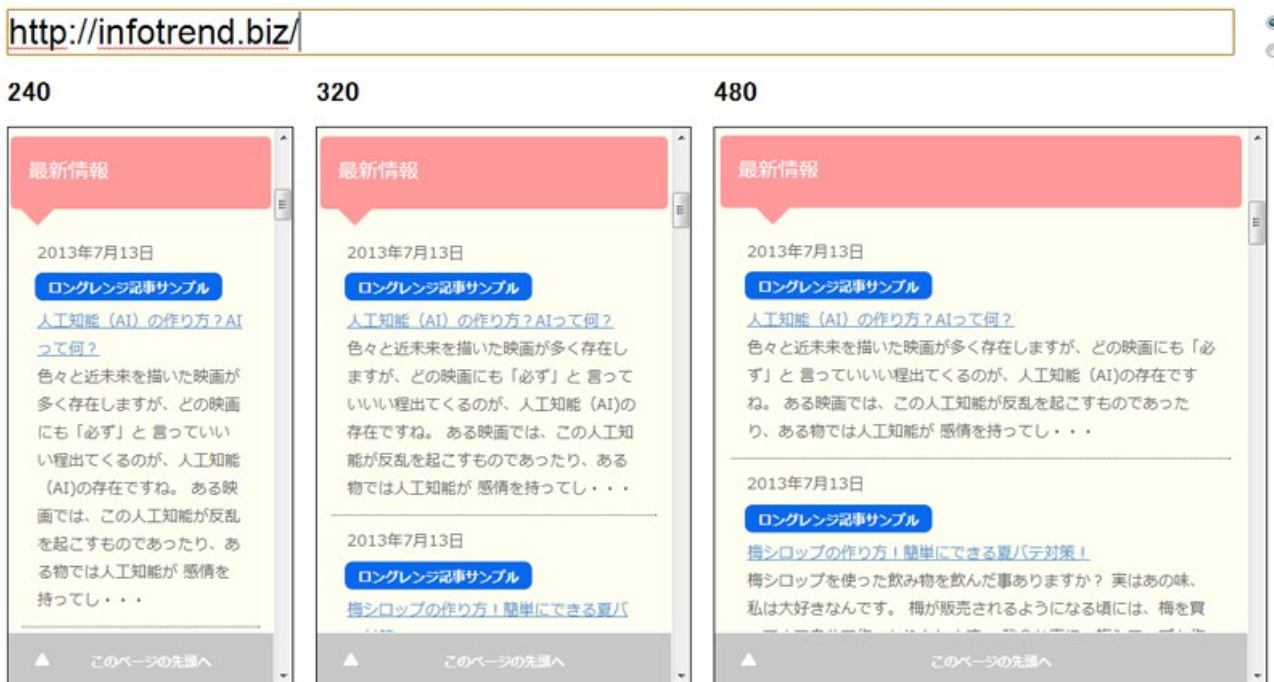 http://infotrend.biz/
240
最新情報
2013年7月13日
ロングレンジ記事サンプル
人工知能（AI）の作り方？AI
って何？
色々と近未来を描いた映画が
多く存在しますが、どの映画
にも「必ず」と 言っていい
い程出てくるのが、人工知能
（AI)の存在ですね。 ある映
画では、この人工知能が反乱
を起こすものであったり、あ
る物では人工知能が 感情を
持ってし・・・
このページの先頭へ
320
最新情報
2013年7月13日
ロングレンジ記事サンプル
人工知能（AI）の作り方？AIって何？
色々と近未来を描いた映画が多く存在し
ますが、どの映画にも「必ず」と 言って
いいい程出てくるのが、人工知能（AI)の
存在ですね。 ある映画では、この人工知
能が反乱を起こすものであったり、ある
物では人工知能が 感情を持ってし・・・
2013年7月13日
ロングレンジ記事サンプル
梅シロップの作り方！簡単にできる夏バ
このページの先頭へ
480
最新情報
2013年7月13日
ロングレンジ記事サンプル
人工知能（AI）の作り方？AIって何？
色々と近未来を描いた映画が多く存在しますが、どの映画にも「必
ず」と 言っていいい程出てくるのが、人工知能（AI)の存在です
ね。 ある映画では、この人工知能が反乱を起こすものであった
り、ある物では人工知能が 感情を持ってし・・・
2013年7月13日
ロングレンジ記事サンプル
梅シロップの作り方！簡単にできる夏バテ対策！
梅シロップを使った飲み物を飲んだ事ありますか？ 実はあの味、
私は大好きなんです。 梅が販売されるようになる頃には、梅を買
このページの先頭へ